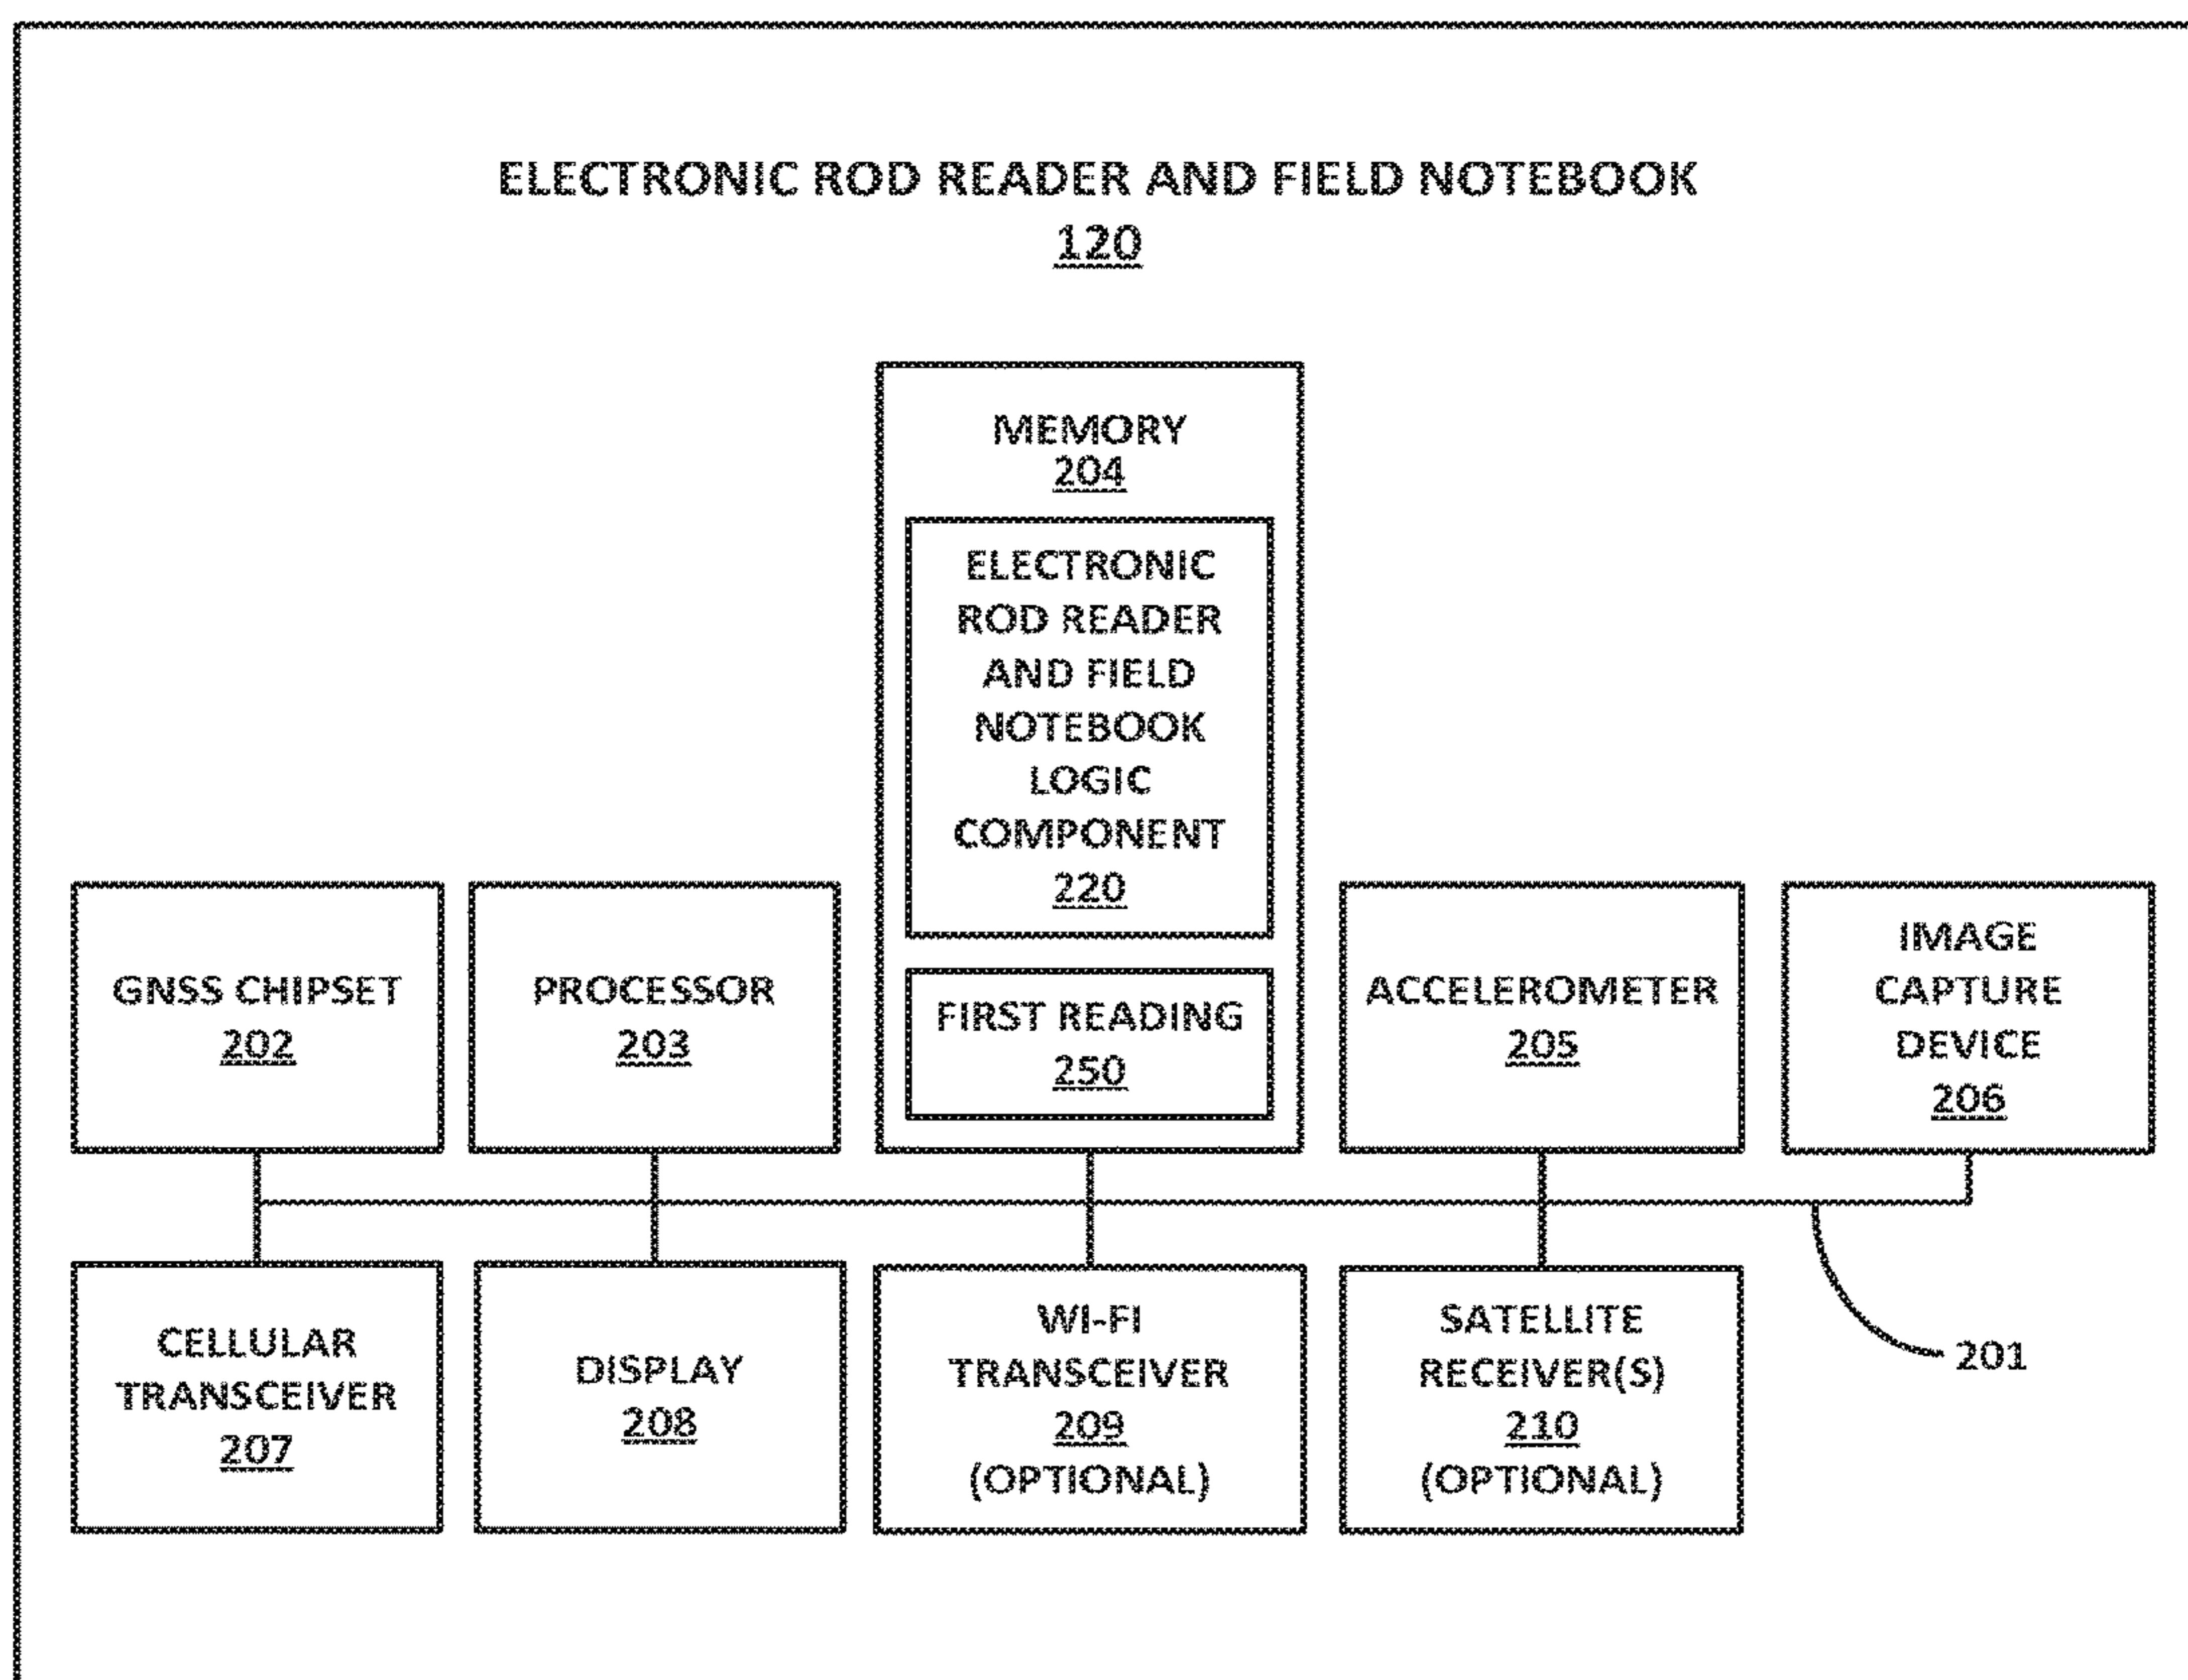 ELECTRONIC ROD READER AND FIELD NOTEBOOK
120
MEMORY
204
ELECTRONIC
ROD READER
AND FIELD
NOTEBOOK
LOGIC
COMPONENT
220
FIRST READING
250
GNSS CHIPSET
202
PROCESSOR
203
ACCELEROMETER
205
IMAGE
CAPTURE
DEVICE
206
CELLULAR
TRANSCEIVER
207
DISPLAY
208
WI-FI
TRANSCEIVER
209
(OPTIONAL)
SATELLITE
RECEIVER(S)
210
(OPTIONAL)
201